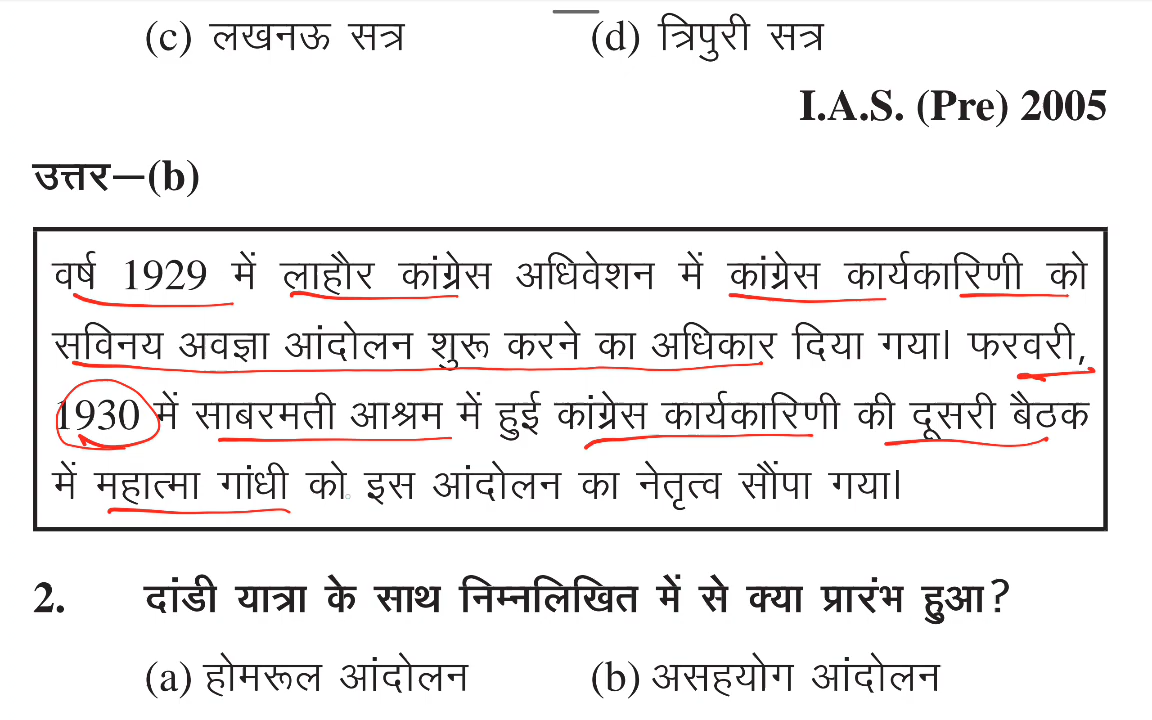 (c) लखनऊ सत्र (d) त्रिपुरी सत्र
I.A.S. (Pre) 2005
उत्तर—(b)
वर्ष 1929 में लाहौर कांग्रेस अधिवेशन में कांग्रेस कार्यकारिणी को
सविनय अवज्ञा आंदोलन शुरू करने का अधिकार दिया गया। फरवरी,
1930 में साबरमती आश्रम में हुई कांग्रेस कार्यकारिणी की दूसरी बैठक
में महात्मा गांधी को इस आंदोलन का नेतृत्व सौंपा गया।
2. दांडी यात्रा के साथ निम्नलिखित में से क्या प्रारंभ हुआ?
(a) होमरूल आंदोलन (b) असहयोग आंदोलन